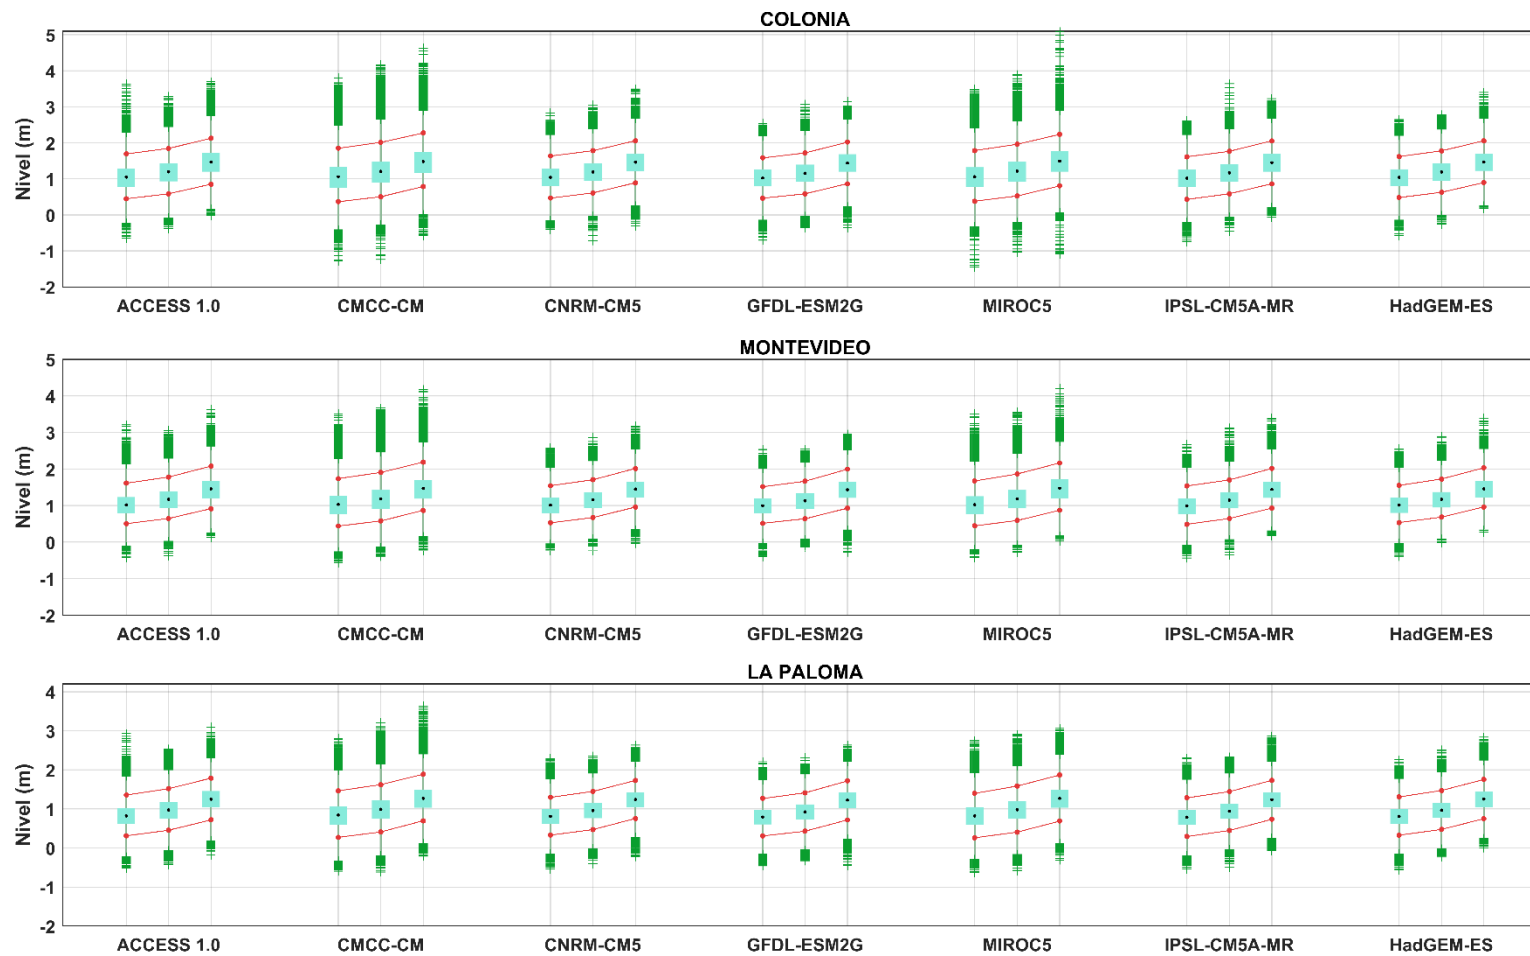 COLONIA
5
4
3
2
1
0
-1
-2
Nivel (m)
ACCESS 1.0 CMCC-CM CNRM-CM5 GFDL-ESM2G MIROC5 IPSL-CM5A-MR HadGEM-ES
MONTEVIDEO
5
4
3
2
1
0
-1
-2
Nivel (m)
ACCESS 1.0 CMCC-CM CNRM-CM5 GFDL-ESM2G MIROC5 IPSL-CM5A-MR HadGEM-ES
LA PALOMA
4
3
2
1
0
-1
-2
Nivel (m)
ACCESS 1.0 CMCC-CM CNRM-CM5 GFDL-ESM2G MIROC5 IPSL-CM5A-MR HadGEM-ES